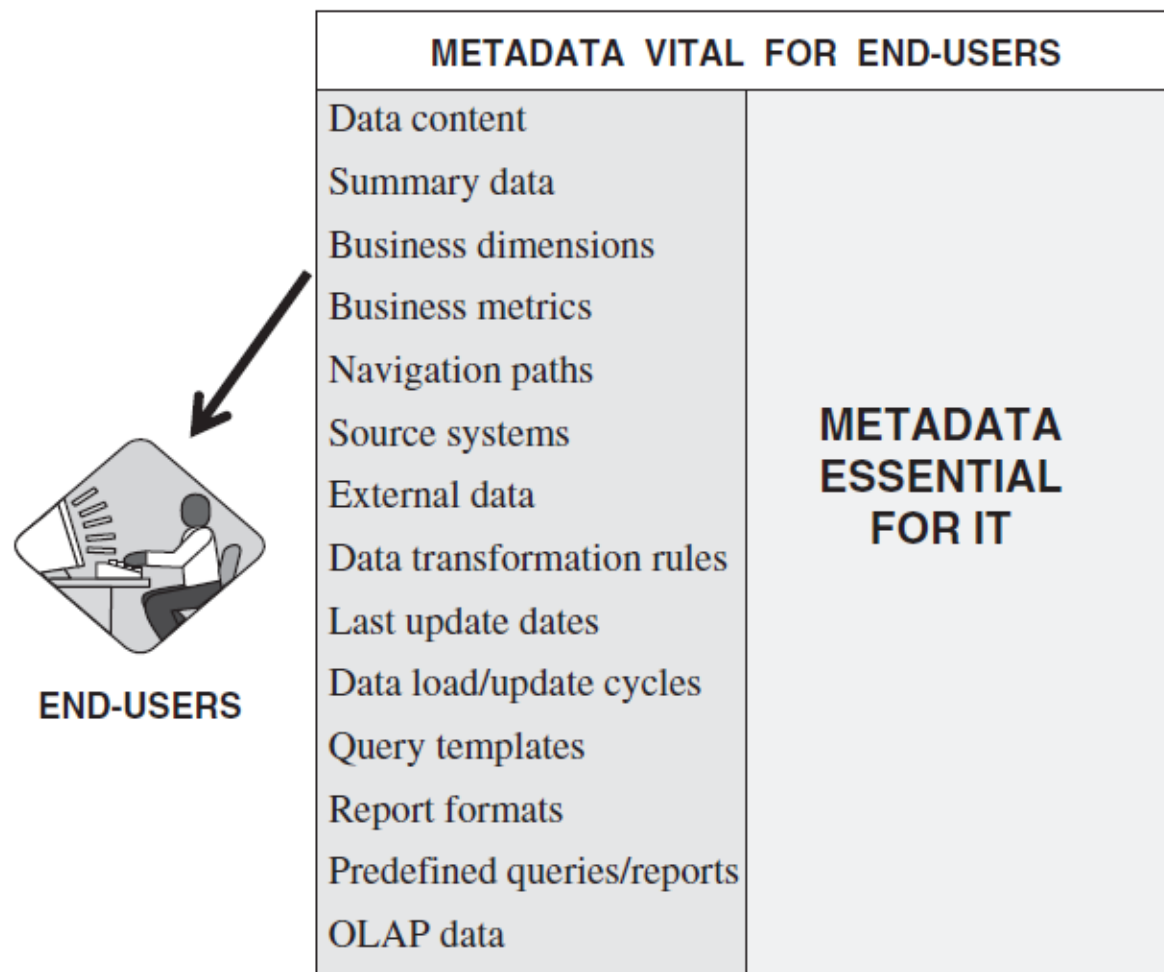 METADATA VITAL FOR END-USERS
Data content
Summary data
Business dimensions
Business metrics
Navigation paths
Source systems
External data
Data transformation rules
Last update dates
Data load/update cycles
Query templates
Report formats
Predefined queries/reports
OLAP data
METADATA
ESSENTIAL
FOR IT
END-USERS